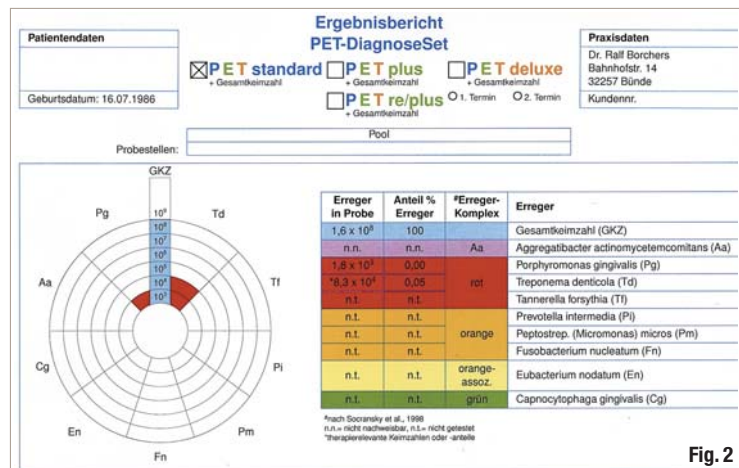 Ergebnisbericht
PET-DiagnoseSet
Patientendaten
Geburtsdatum: 16.07.1986
PET standard
+ Gesamtkeimzahl
PET plus
+ Gesamtkeimzahl
PET deluxe
+ Gesamtkeimzahl
PET re/plus
+ Gesamtkeimzahl
1. Termin
2. Termin
Praxisdaten
Dr. Ralf Borchers
Bahnhofstr. 14
32257 Bünde
Kundennr.
Probestellen:
Pool
GKZ
Pg
Td
Aa
Tf
Cg
Pi
En
Pm
Fn
10⁹
10⁸
10⁷
10⁶
10⁵
10⁴
10³
Erreger in Probe Anteil % Erreger #Erreger-Komplex Erreger
1,6 x 10⁸ 100 Gesamtkeimzahl (GKZ)
n.n. n.n. Aa Aggregatibacter actinomycetemcomitans (Aa)
0,00 Porphyromonas gingivalis (Pg)
*8,3 x 10⁴ 0,05 rot Treponema denticola (Td)
n.t. n.t. Tannerella forsythia (Tf)
n.t. n.t. Prevotella intermedia (Pi)
n.t. n.t. orange Peptostrep. (Micromonas) micros (Pm)
n.t. n.t. Fusobacterium nucleatum (Fn)
n.t. n.t. orange-assoz. Eubacterium nodatum (En)
n.t. n.t. grün Capnocytophaga gingivalis (Cg)
#nach Socransky et al., 1998
n.n.= nicht nachweisbar, n.t.= nicht getestet
*therapierelevante Keimzahlen oder -anteile
Fig. 2